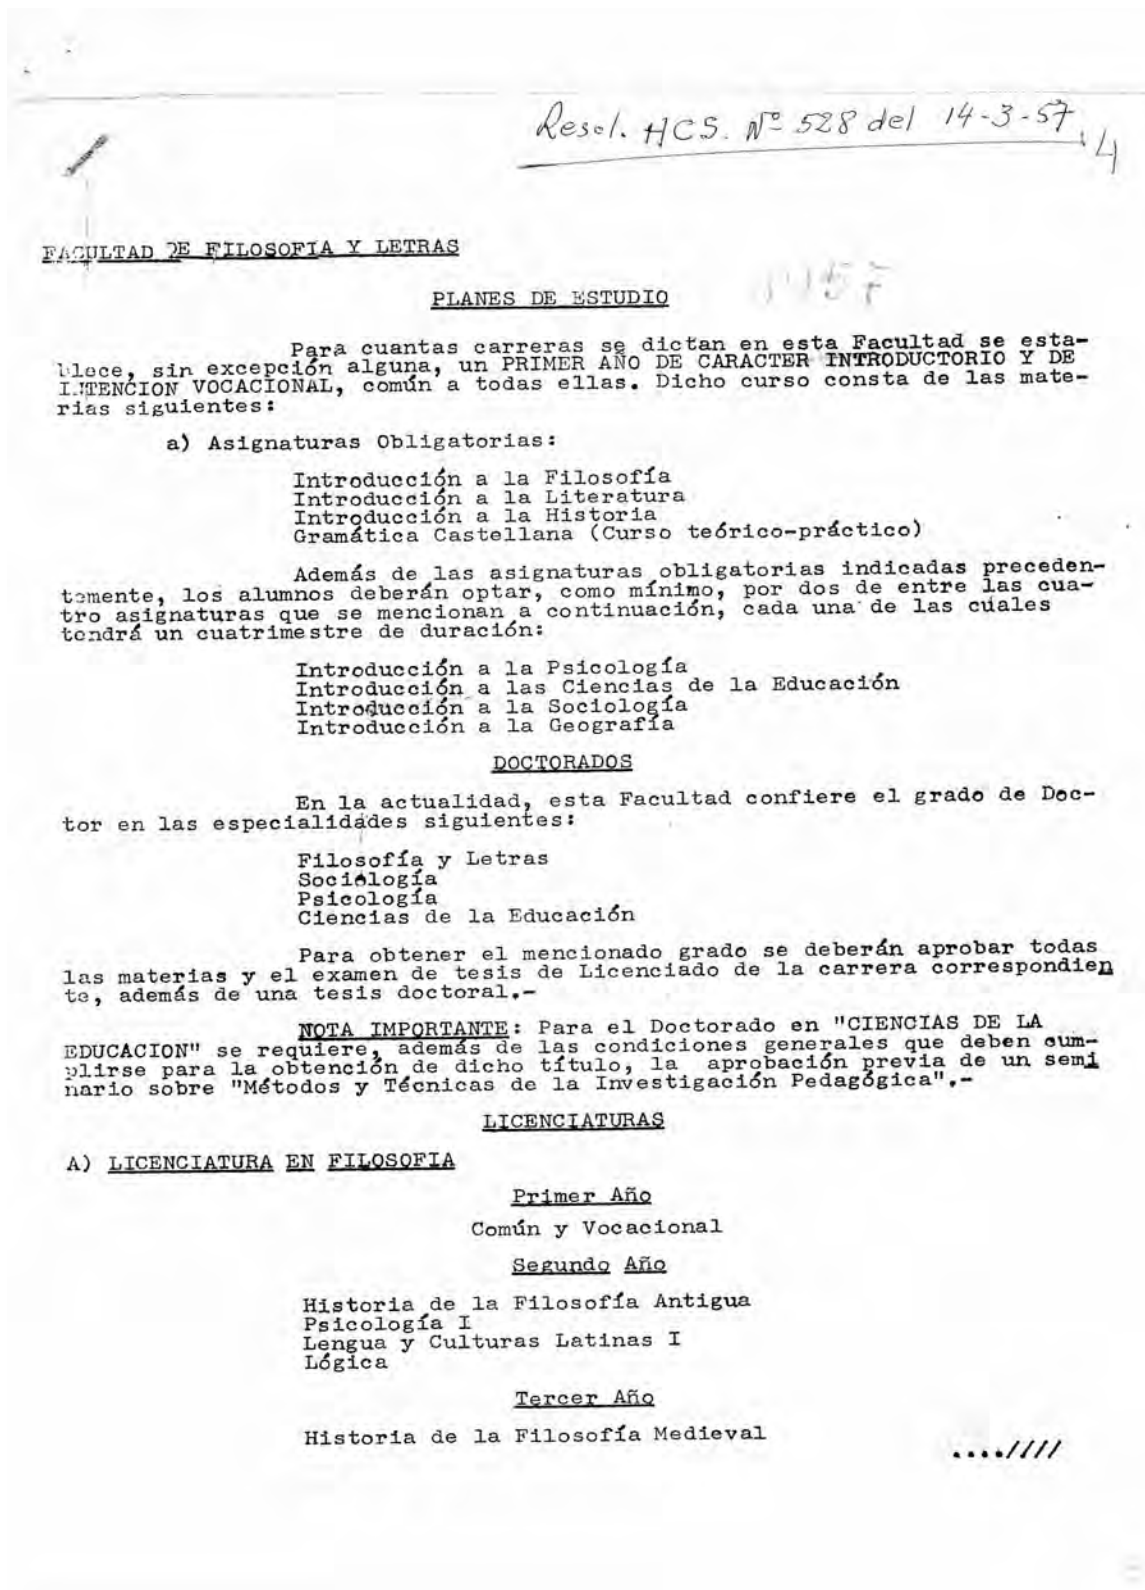 Resol. HCS. Nº 528 del 14-3-57
4
FACULTAD DE FILOSOFIA Y LETRAS
1957
PLANES DE ESTUDIO
Para cuantas carreras se dictan en esta Facultad se esta-
blece, sin excepción alguna, un PRIMER AÑO DE CARACTER INTRODUCTORIO Y DE
INTENCIÓN VOCACIONAL, común a todas ellas. Dicho curso consta de las mate-
rias siguientes:
a) Asignaturas Obligatorias:
Introducción a la Filosofía
Introducción a la Literatura
Introducción a la Historia
Gramática Castellana (Curso teórico-práctico)
Además de las asignaturas obligatorias indicadas preceden-
temente, los alumnos deberán optar, como mínimo, por dos de entre las cua-
tro asignaturas que se mencionan a continuación, cada una de las cúales
tendrá un cuatrimestre de duración:
Introducción a la Psicología
Introducción a las Ciencias de la Educación
Introducción a la Sociología
Introducción a la Geografía
DOCTORADOS
En la actualidad, esta Facultad confiere el grado de Doc-
tor en las especialidades siguientes:
Filosofía y Letras
Sociología
Psicología
Ciencias de la Educación
Para obtener el mencionado grado se deberán aprobar todas
las materias y el examen de tesis de Licenciado de la carrera correspondien
te, además de una tesis doctoral.-
NOTA IMPORTANTE: Para el Doctorado en "CIENCIAS DE LA
EDUCACION" se requiere, además de las condiciones generales que deben cum-
plirse para la obtención de dicho título, la aprobación previa de un semi
nario sobre "Métodos y Técnicas de la Investigación Pedagógica".-
LICENCIATURAS
A) LICENCIATURA EN FILOSOFIA
Primer Año
Común y Vocacional
Segundo Año
Historia de la Filosofía Antigua
Psicología I
Lengua y Culturas Latinas I
Lógica
Tercer Año
Historia de la Filosofía Medieval
....////